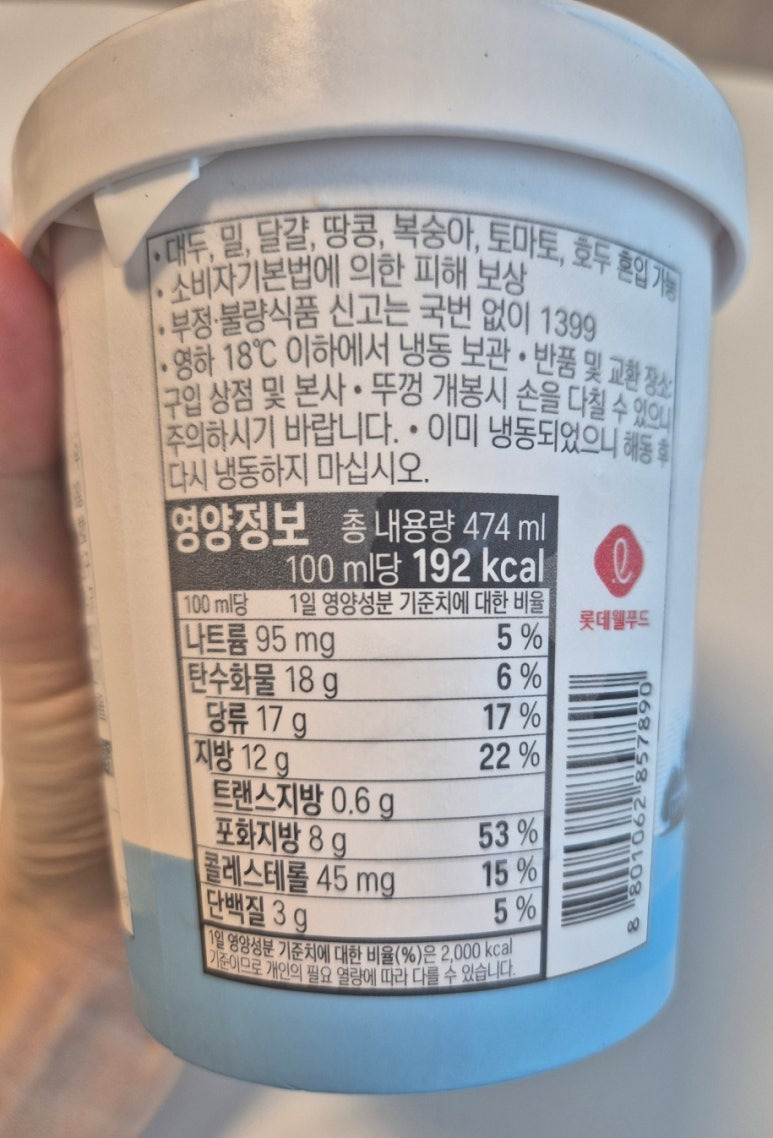 • 대두, 밀, 달걀, 땅콩, 복숭아, 토마토, 호두 혼입 가능
• 소비자기본법에 의한 피해 보상
• 부정·불량식품 신고는 국번 없이 1399
• 영하 18℃ 이하에서 냉동 보관 • 반품 및 교환 장소:
구입 상점 및 본사 • 뚜껑 개봉시 손을 다칠 수 있으니
주의하시기 바랍니다. • 이미 냉동되었으니 해동 후
다시 냉동하지 마십시오.
영양정보 총 내용량 474 ml
100 ml당 192 kcal
100 ml당 1일 영양성분 기준치에 대한 비율
나트륨 95 mg 5 %
탄수화물 18 g 6 %
당류 17 g 17 %
지방 12 g 22 %
트랜스지방 0.6 g
포화지방 8 g 53 %
콜레스테롤 45 mg 15 %
단백질 3 g 5 %
1일 영양성분 기준치에 대한 비율(%)은 2,000 kcal
기준이므로 개인의 필요 열량에 따라 다를 수 있습니다.
롯데웰푸드
8 801062 857890